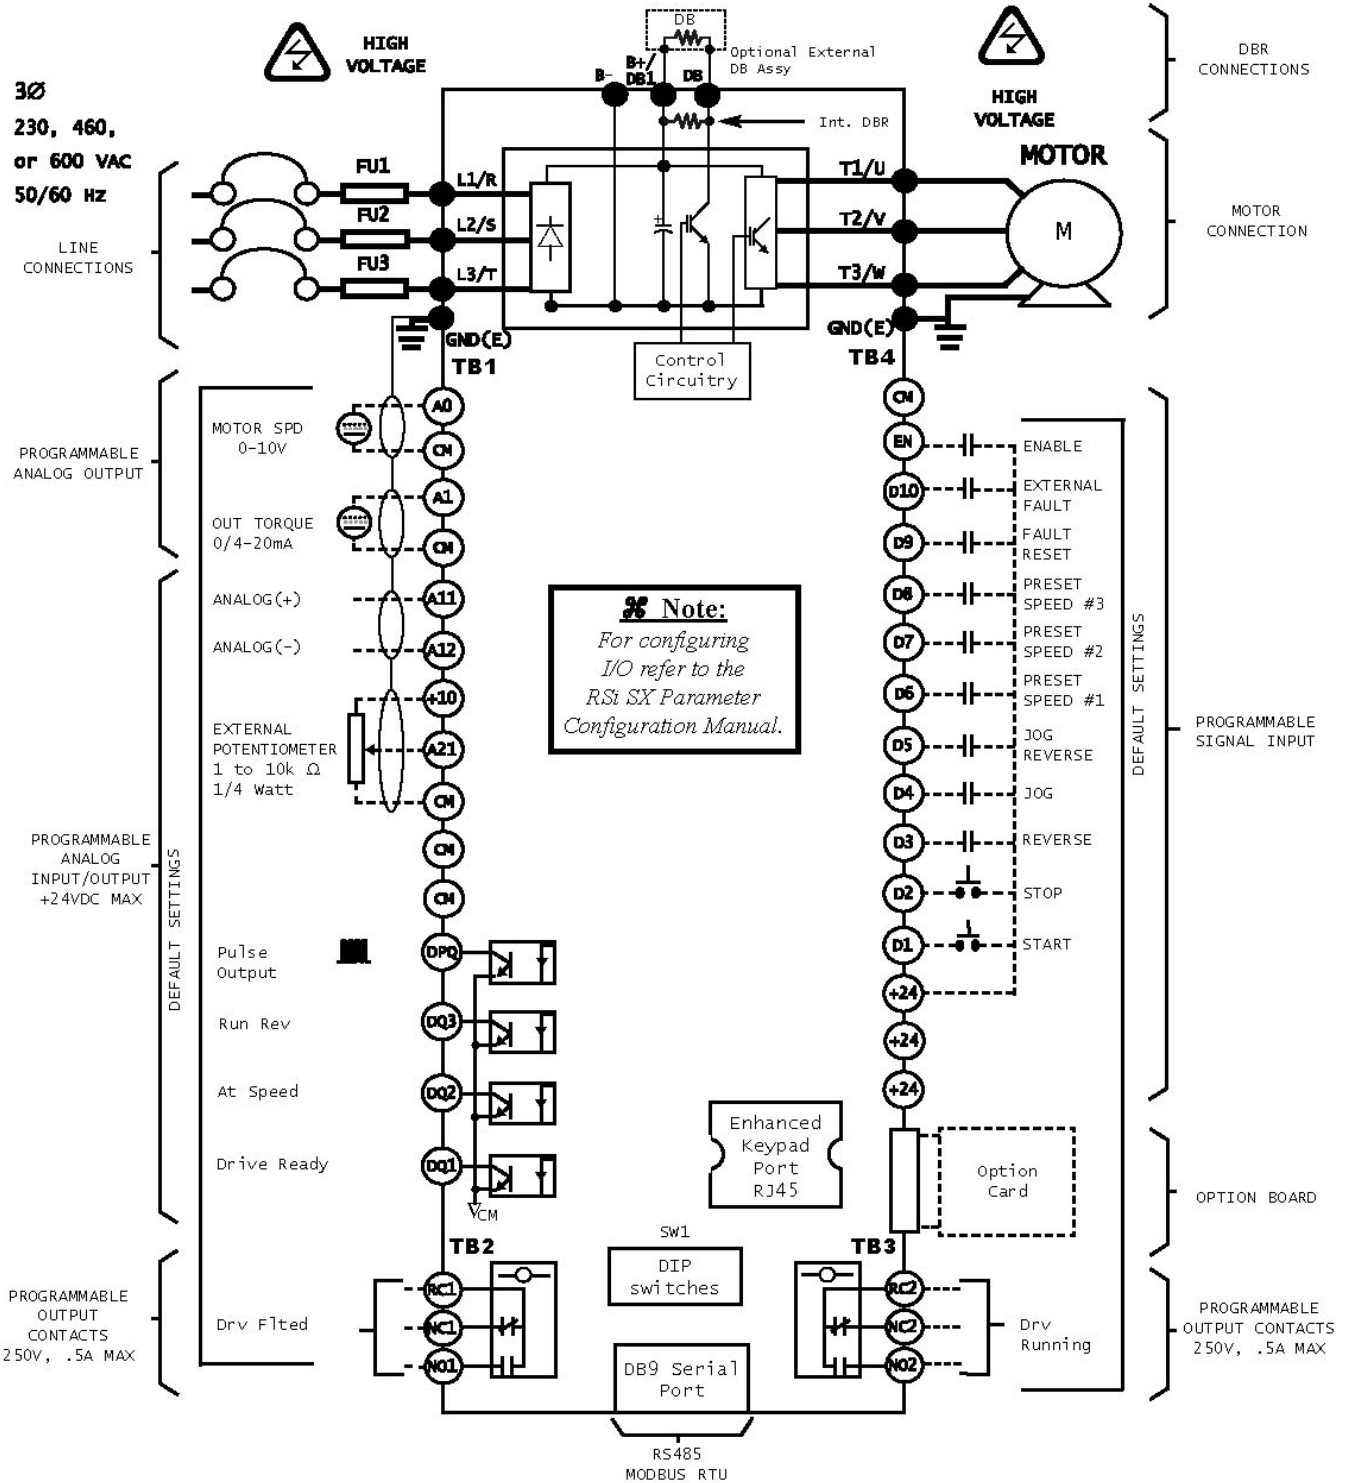 DB
HIGH
VOLTAGE
Optional External
DB Assy
B-
B+/
DB1
DB
DBR
CONNECTIONS
HIGH
VOLTAGE
3Ø
230, 460,
or 600 VAC
50/60 Hz
Int. DBR
MOTOR
FU1
L1/R
T1/U
FU2
L2/S
T2/V
M
MOTOR
CONNECTION
LINE
CONNECTIONS
FU3
L3/T
T3/W
GND(E)
TB1
GND(E)
TB4
Control
Circuitry
PROGRAMMABLE
ANALOG OUTPUT
MOTOR SPD
0-10V
A0
CM
OUT TORQUE
0/4-20mA
A1
CM
ANALOG(+)
A11
ANALOG(-)
A12
+10
EXTERNAL
POTENTIOMETER
1 to 10k Ω
1/4 Watt
A21
CM
CM
CM
PROGRAMMABLE
ANALOG
INPUT/OUTPUT
+24VDC MAX
DEFAULT SETTINGS
Pulse
Output
DPQ
Run Rev
DQ3
At Speed
DQ2
Drive Ready
DQ1
CM
⌘ Note:
For configuring
I/O refer to the
RSi SX Parameter
Configuration Manual.
CM
EN
ENABLE
D10
EXTERNAL
FAULT
D9
FAULT
RESET
D8
PRESET
SPEED #3
D7
PRESET
SPEED #2
D6
PRESET
SPEED #1
D5
JOG
REVERSE
D4
JOG
D3
REVERSE
D2
STOP
D1
START
+24
+24
+24
DEFAULT SETTINGS
PROGRAMMABLE
SIGNAL INPUT
Enhanced
Keypad
Port
RJ45
Option
Card
OPTION BOARD
TB2
SW1
DIP
switches
TB3
PROGRAMMABLE
OUTPUT
CONTACTS
250V, .5A MAX
Drv Flted
RC1
NC1
NO1
RC2
NC2
NO2
Drv
Running
PROGRAMMABLE
OUTPUT CONTACTS
250V, .5A MAX
DB9 Serial
Port
RS485
MODBUS RTU